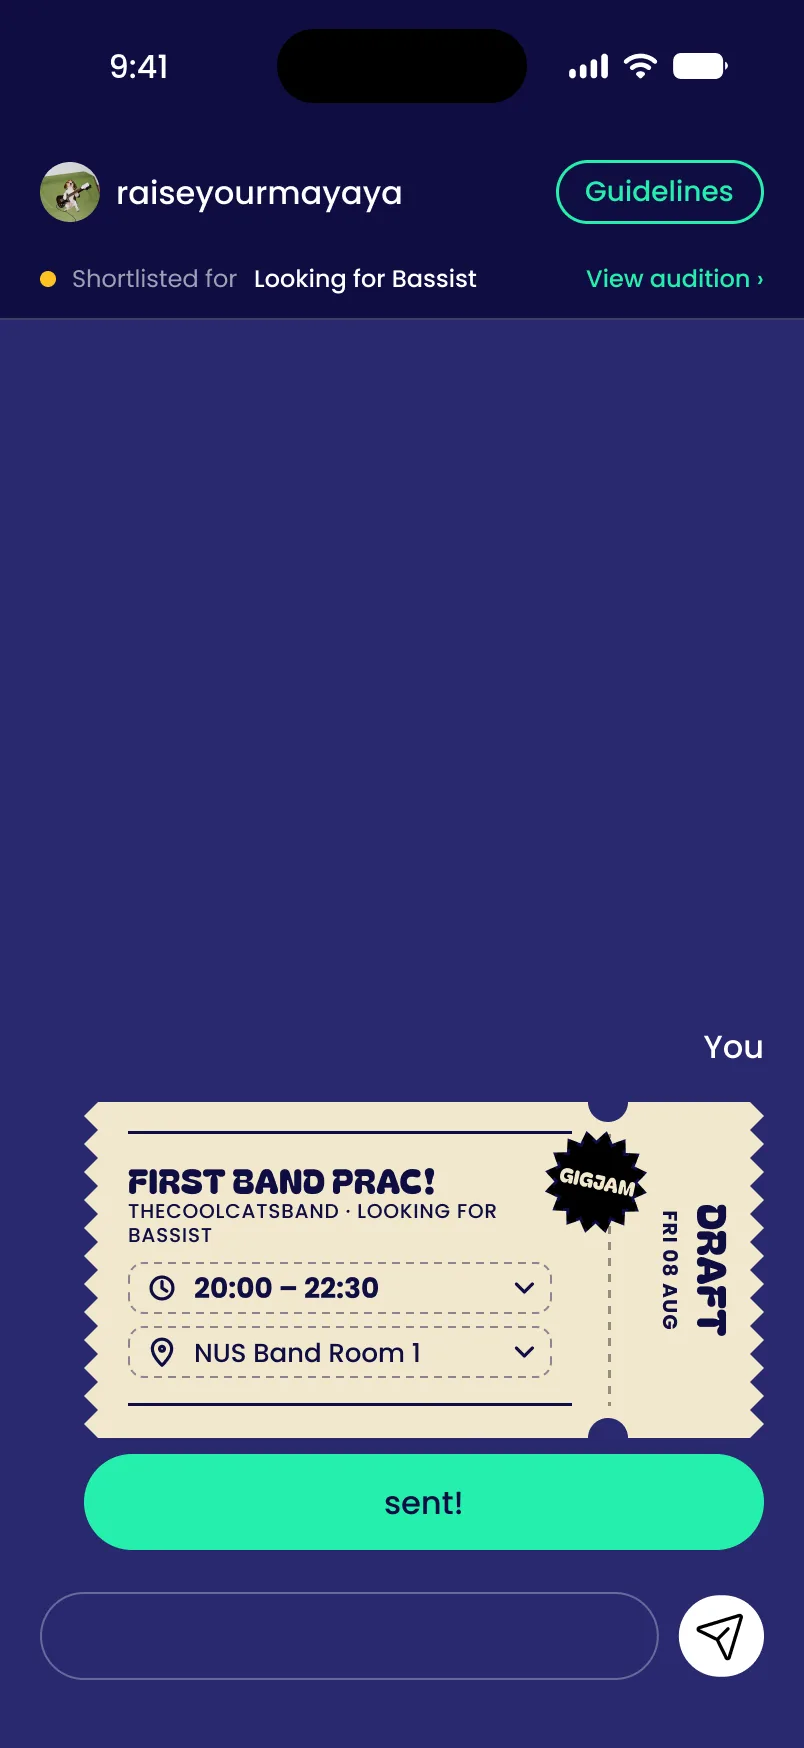 9:41
raiseyourmayaya
Guidelines
Shortlisted for Looking for Bassist
View audition ›
You
FIRST BAND PRAC!
THECOOLCATSBAND · LOOKING FOR
BASSIST
20:00 – 22:30
NUS Band Room 1
GIGJAM
DRAFT
FRI 08 AUG
sent!